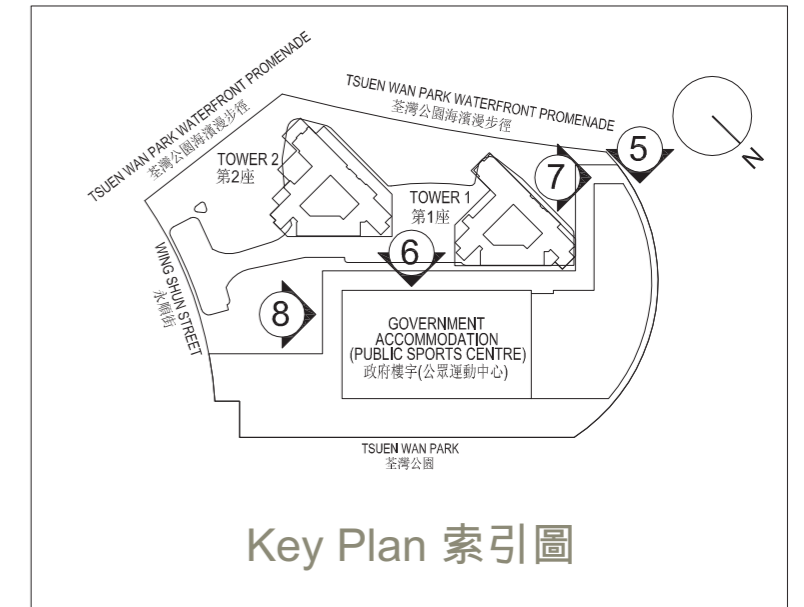 TSUEN WAN PARK WATERFRONT PROMENADE
荃灣公園海濱漫步徑
TSUEN WAN PARK WATERFRONT PROMENADE
荃灣公園海濱漫步徑
5
N
TOWER 2
第2座
7
TOWER 1
第1座
6
WING SHUN STREET
永順街
8
GOVERNMENT
ACCOMMODATION
(PUBLIC SPORTS CENTRE)
政府樓宇(公眾運動中心)
TSUEN WAN PARK
荃灣公園
Key Plan 索引圖